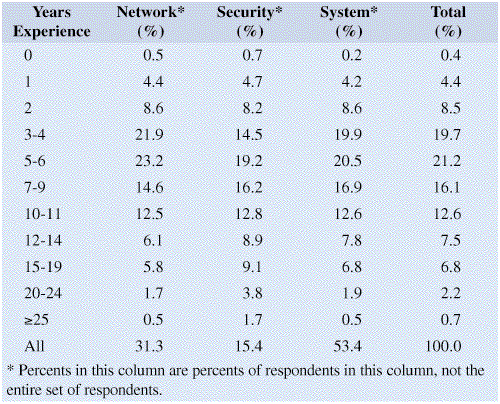 Years Network* Security* System* Total
Experience (%) (%) (%) (%)
0 0.5 0.7 0.2 0.4
1 4.4 4.7 4.2 4.4
2 8.6 8.2 8.6 8.5
3-4 21.9 14.5 19.9 19.7
5-6 23.2 19.2 20.5 21.2
7-9 14.6 16.2 16.9 16.1
10-11 12.5 12.8 12.6 12.6
12-14 6.1 8.9 7.8 7.5
15-19 5.8 9.1 6.8 6.8
20-24 1.7 3.8 1.9 2.2
≥25 0.5 1.7 0.5 0.7
All 31.3 15.4 53.4 100.0
* Percents in this column are percents of respondents in this column, not the
entire set of respondents.